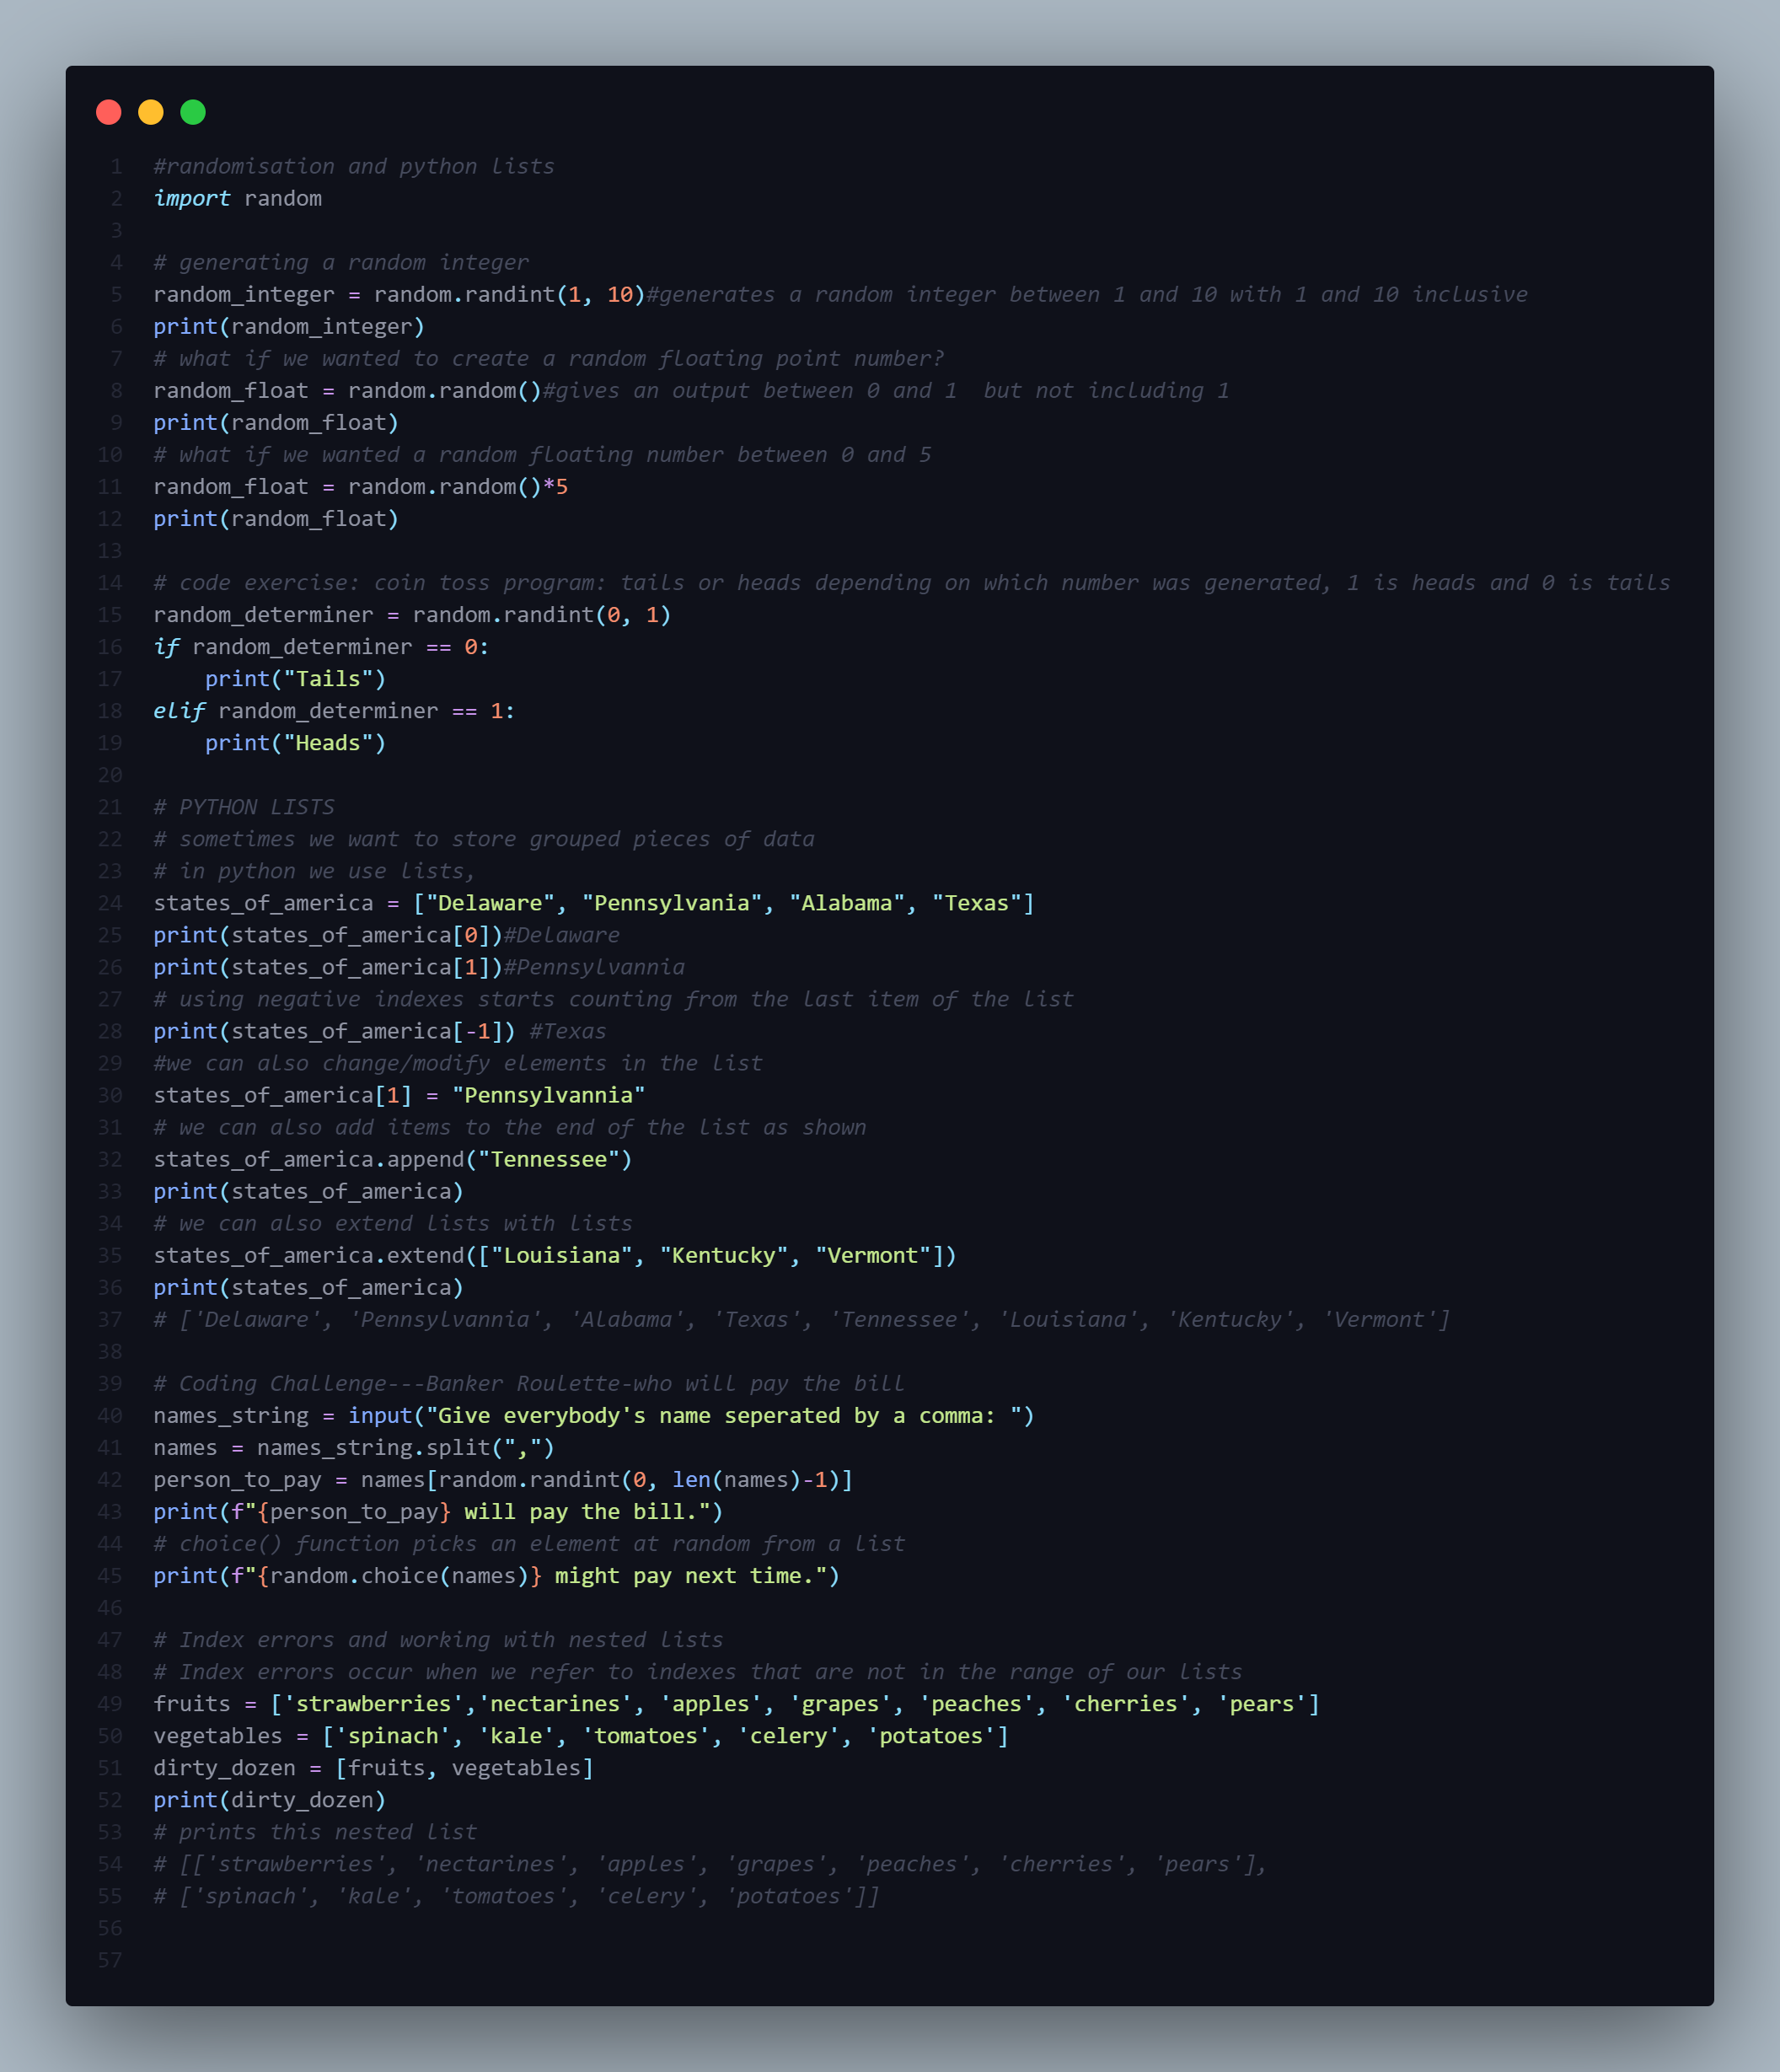 1 #randomisation and python lists
2 import random
3
4 # generating a random integer
5 random_integer = random.randint(1, 10)#generates a random integer between 1 and 10 with 1 and 10 inclusive
6 print(random_integer)
7 # what if we wanted to create a random floating point number?
8 random_float = random.random()#gives an output between 0 and 1  but not including 1
9 print(random_float)
10 # what if we wanted a random floating number between 0 and 5
11 random_float = random.random()*5
12 print(random_float)
13
14 # code exercise: coin toss program: tails or heads depending on which number was generated, 1 is heads and 0 is tails
15 random_determiner = random.randint(0, 1)
16 if random_determiner == 0:
17     print("Tails")
18 elif random_determiner == 1:
19     print("Heads")
20
21 # PYTHON LISTS
22 # sometimes we want to store grouped pieces of data
23 # in python we use lists,
24 states_of_america = ["Delaware", "Pennsylvania", "Alabama", "Texas"]
25 print(states_of_america[0])#Delaware
26 print(states_of_america[1])#Pennsylvannia
27 # using negative indexes starts counting from the last item of the list
28 print(states_of_america[-1]) #Texas
29 #we can also change/modify elements in the list
30 states_of_america[1] = "Pennsylvannia"
31 # we can also add items to the end of the list as shown
32 states_of_america.append("Tennessee")
33 print(states_of_america)
34 # we can also extend lists with lists
35 states_of_america.extend(["Louisiana", "Kentucky", "Vermont"])
36 print(states_of_america)
37 # ['Delaware', 'Pennsylvannia', 'Alabama', 'Texas', 'Tennessee', 'Louisiana', 'Kentucky', 'Vermont']
38
39 # Coding Challenge---Banker Roulette-who will pay the bill
40 names_string = input("Give everybody's name seperated by a comma: ")
41 names = names_string.split(",")
42 person_to_pay = names[random.randint(0, len(names)-1)]
43 print(f"{person_to_pay} will pay the bill.")
44 # choice() function picks an element at random from a list
45 print(f"{random.choice(names)} might pay next time.")
46
47 # Index errors and working with nested lists
48 # Index errors occur when we refer to indexes that are not in the range of our lists
49 fruits = ['strawberries','nectarines', 'apples', 'grapes', 'peaches', 'cherries', 'pears']
50 vegetables = ['spinach', 'kale', 'tomatoes', 'celery', 'potatoes']
51 dirty_dozen = [fruits, vegetables]
52 print(dirty_dozen)
53 # prints this nested list
54 # [['strawberries', 'nectarines', 'apples', 'grapes', 'peaches', 'cherries', 'pears'],
55 # ['spinach', 'kale', 'tomatoes', 'celery', 'potatoes']]
56
57